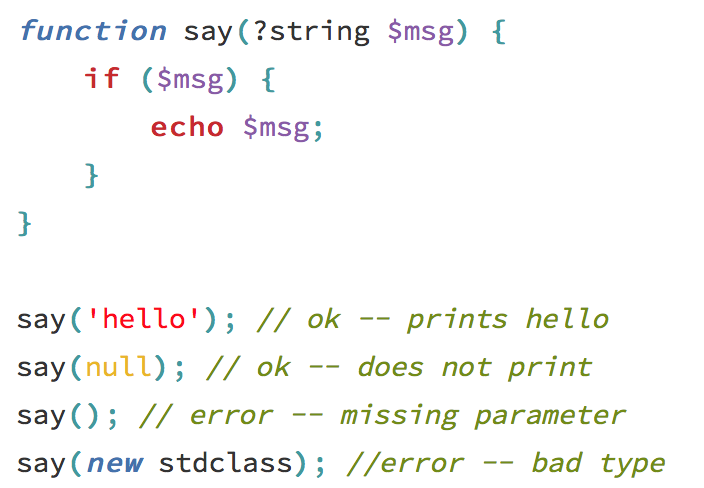 function say(?string $msg) {
    if ($msg) {
        echo $msg;
    }
}

say('hello'); // ok -- prints hello
say(null); // ok -- does not print
say(); // error -- missing parameter
say(new stdclass); //error -- bad type